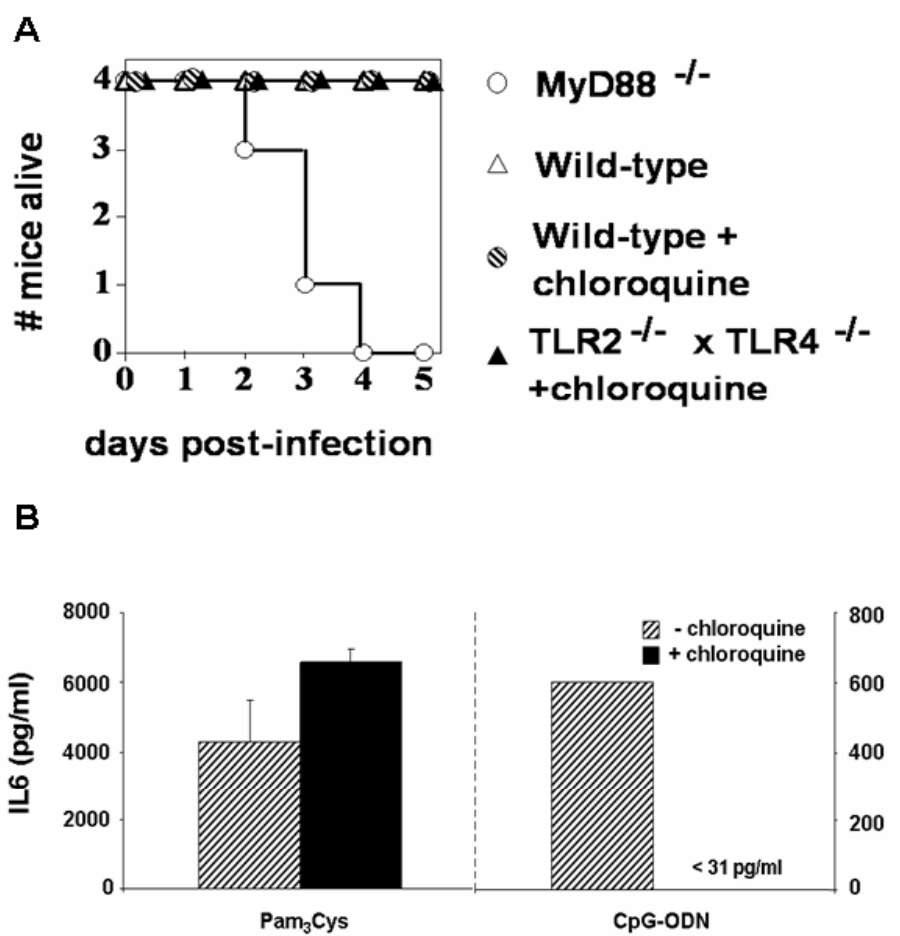 A
4
3
2
1
0
0 1 2 3 4 5
# mice alive
days post-infection
MyD88 -/-
Wild-type
Wild-type +
chloroquine
TLR2 -/- x TLR4 -/-
+chloroquine
B
8000
6000
4000
2000
0
IL6 (pg/ml)
- chloroquine
+ chloroquine
800
600
400
200
0
< 31 pg/ml
Pam3Cys
CpG-ODN